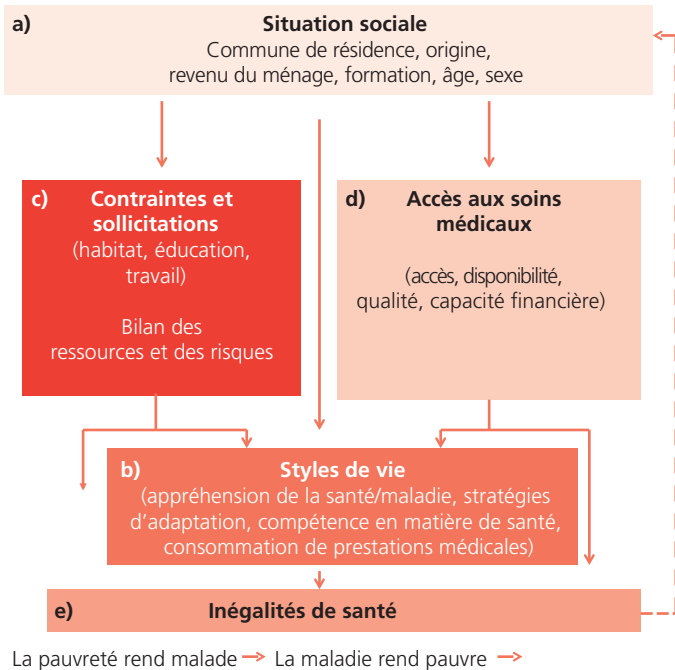 a) Situation sociale
Commune de résidence, origine,
revenu du ménage, formation, âge, sexe
c) Contraintes et
sollicitations
(habitat, éducation,
travail)
Bilan des
ressources et des risques
d) Accès aux soins
médicaux
(accès, disponibilité,
qualité, capacité financière)
b) Styles de vie
(appréhension de la santé/maladie, stratégies
d’adaptation, compétence en matière de santé,
consommation de prestations médicales)
e) Inégalités de santé
La pauvreté rend malade → La maladie rend pauvre →